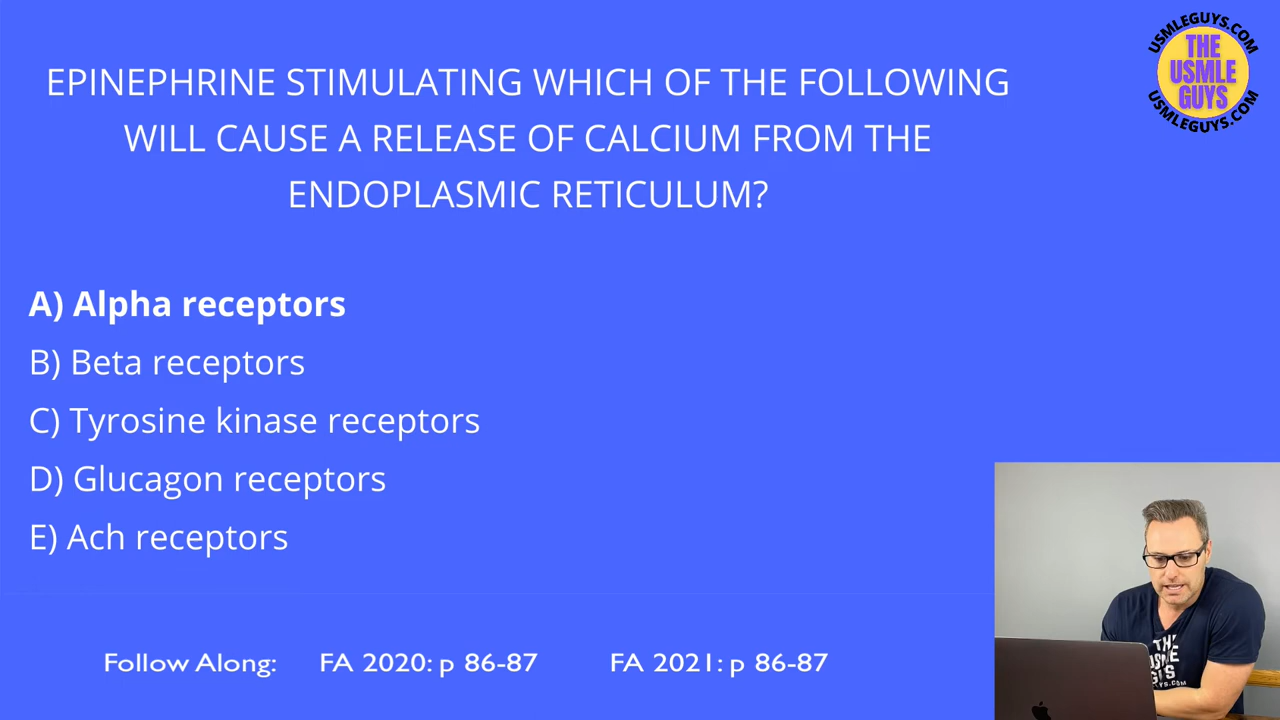 EPINEPHRINE STIMULATING WHICH OF THE FOLLOWING
WILL CAUSE A RELEASE OF CALCIUM FROM THE
ENDOPLASMIC RETICULUM?
USMLEGUYS.COM
THE
USMLE
GUYS
USMLEGUYS.COM
A) Alpha receptors
B) Beta receptors
C) Tyrosine kinase receptors
D) Glucagon receptors
E) Ach receptors
Follow Along: FA 2020: p 86-87 FA 2021: p 86-87
THE